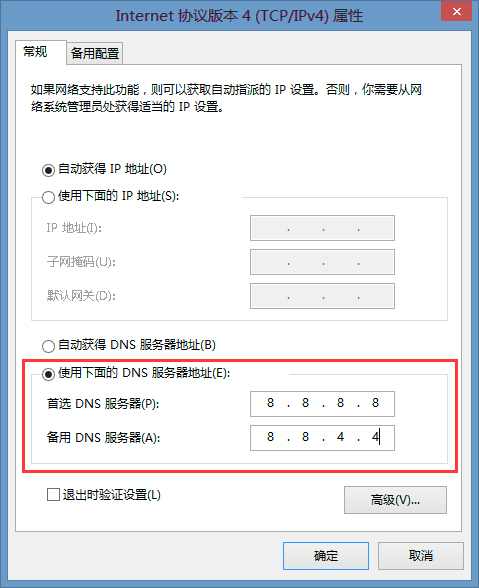 Internet 协议版本 4 (TCP/IPv4) 属性
常规
备用配置
如果网络支持此功能，则可以获取自动指派的 IP 设置。否则，你需要从网
络系统管理员处获得适当的 IP 设置。
自动获得 IP 地址(O)
使用下面的 IP 地址(S):
IP 地址(I):
. . .
子网掩码(U):
. . .
默认网关(D):
. . .
自动获得 DNS 服务器地址(B)
使用下面的 DNS 服务器地址(E):
首选 DNS 服务器(P):
8 . 8 . 8 . 8
备用 DNS 服务器(A):
8 . 8 . 4 . 4
退出时验证设置(L)
高级(V)...
确定
取消